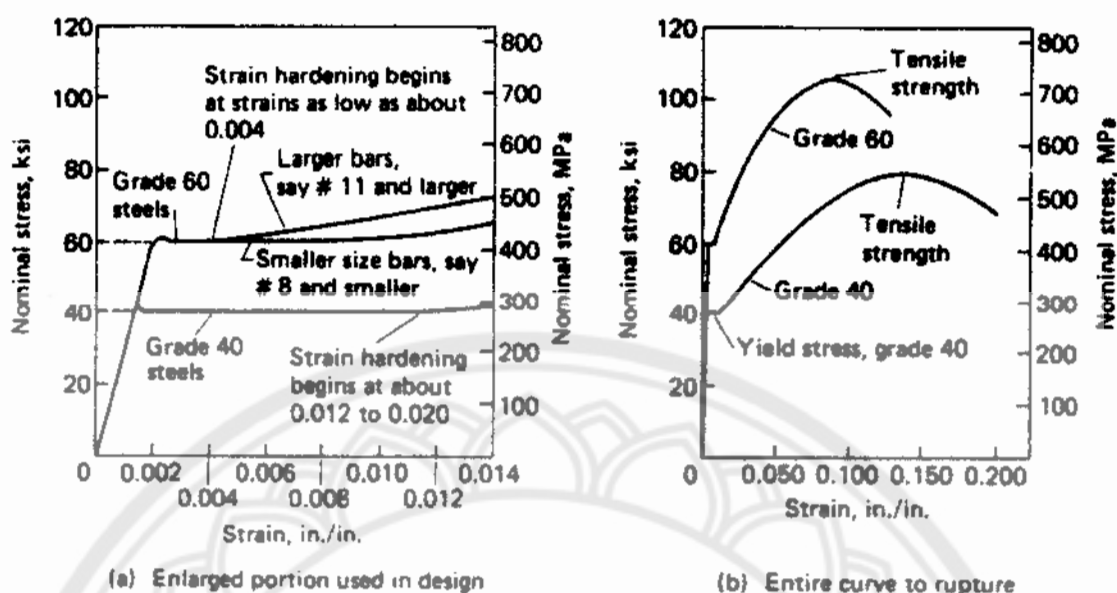 120
100
80
60
40
20
0
Nominal stress, ksi
Strain hardening begins
at strains as low as about
0.004
Larger bars,
say # 11 and larger
Grade 60
steels
Smaller size bars, say
# 8 and smaller
Grade 40
steels
Strain hardening
begins at about
0.012 to 0.020
800
700
600
500
400
300
200
100
Nominal stress, MPa
0.002 0.006 0.010 0.014
0.004 0.008 0.012
Strain, in./in.
(a) Enlarged portion used in design
120
100
80
60
40
20
0
Nominal stress, ksi
Tensile
strength
Grade 60
Tensile
strength
Grade 40
Yield stress, grade 40
800
700
600
500
400
300
200
100
Nominal stress, MPa
0.050 0.100 0.150 0.200
Strain, in./in.
(b) Entire curve to rupture